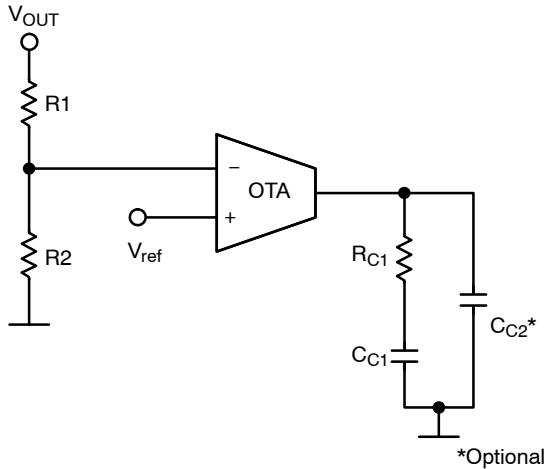 VOUT
R1
−
OTA
+
Vref
R2
RC1
CC1
CC2*
*Optional